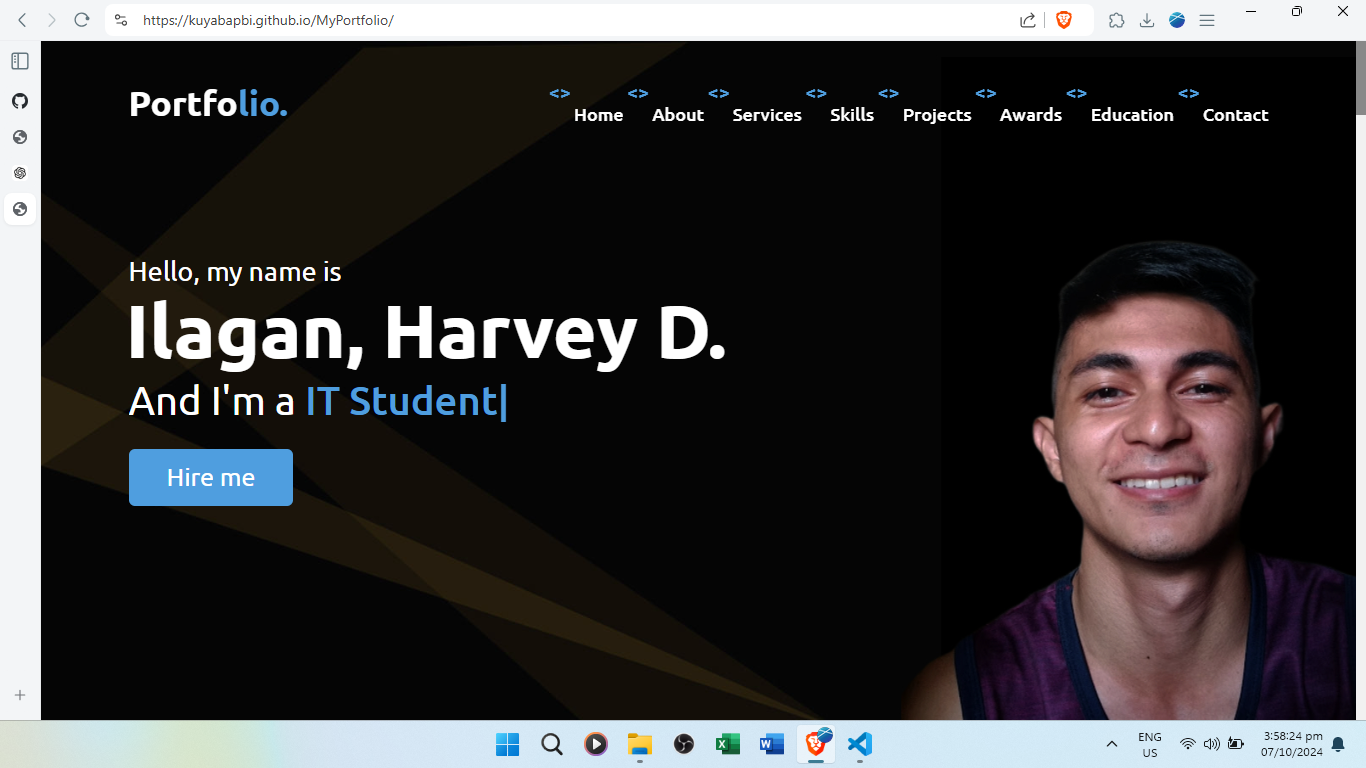 https://kuyabapbi.github.io/MyPortfolio/
Portfolio.
<> <> <> <> <> <> <> <>
Home About Services Skills Projects Awards Education Contact
Hello, my name is
Ilagan, Harvey D.
And I'm a IT Student|
Hire me
ENG
US
3:58:24 pm
07/10/2024